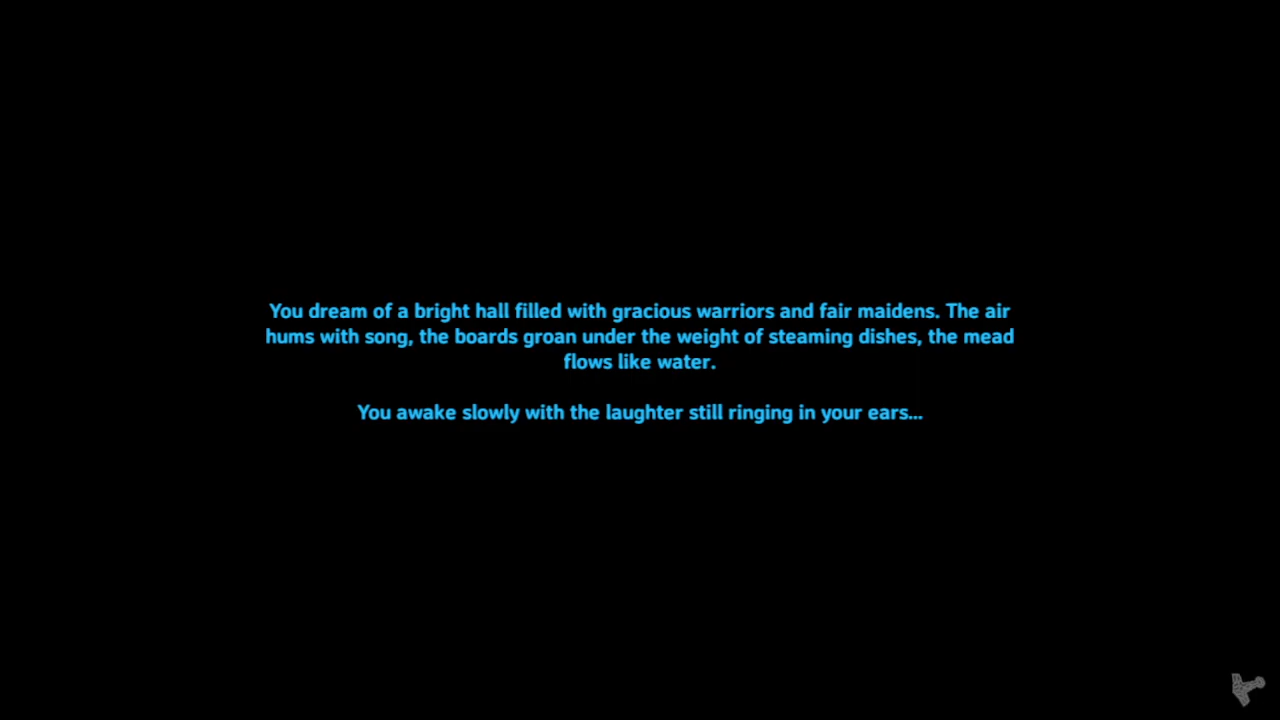 You dream of a bright hall filled with gracious warriors and fair maidens. The air
hums with song, the boards groan under the weight of steaming dishes, the mead
flows like water.
You awake slowly with the laughter still ringing in your ears...